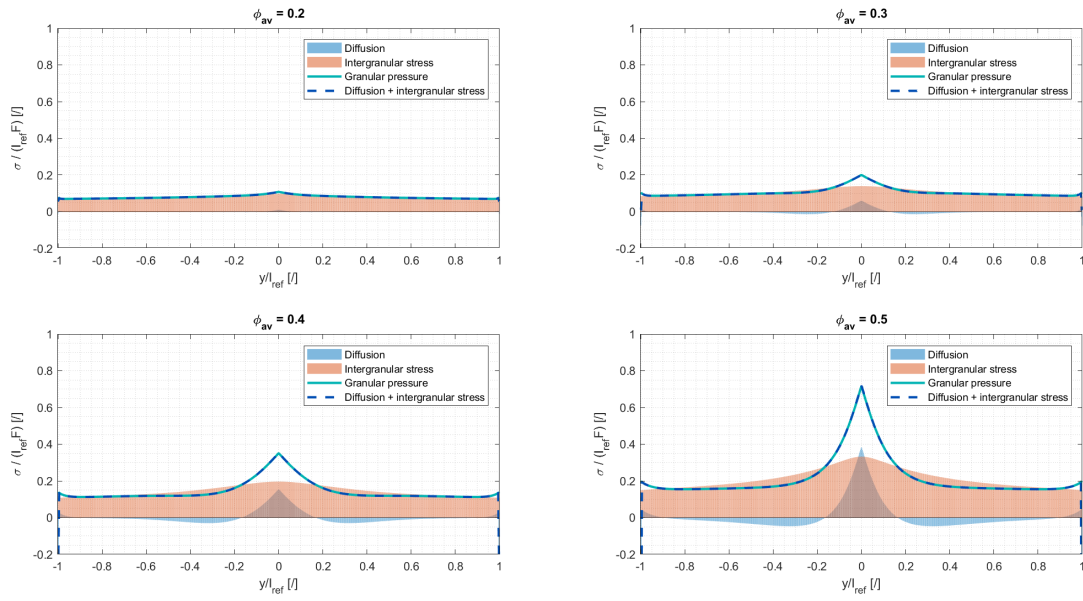 ϕav = 0.2
1
0.8
0.6
0.4
0.2
0
-0.2
σ / (IrefF) [/]
Diffusion
Intergranular stress
Granular pressure
Diffusion + intergranular stress
-1 -0.8 -0.6 -0.4 -0.2 0 0.2 0.4 0.6 0.8 1
y/Iref [/]
ϕav = 0.3
1
0.8
0.6
0.4
0.2
0
-0.2
σ / (IrefF) [/]
Diffusion
Intergranular stress
Granular pressure
Diffusion + intergranular stress
-1 -0.8 -0.6 -0.4 -0.2 0 0.2 0.4 0.6 0.8 1
y/Iref [/]
ϕav = 0.4
1
0.8
0.6
0.4
0.2
0
-0.2
σ / (IrefF) [/]
Diffusion
Intergranular stress
Granular pressure
Diffusion + intergranular stress
-1 -0.8 -0.6 -0.4 -0.2 0 0.2 0.4 0.6 0.8 1
y/Iref [/]
ϕav = 0.5
1
0.8
0.6
0.4
0.2
0
-0.2
σ / (IrefF) [/]
Diffusion
Intergranular stress
Granular pressure
Diffusion + intergranular stress
-1 -0.8 -0.6 -0.4 -0.2 0 0.2 0.4 0.6 0.8 1
y/Iref [/]